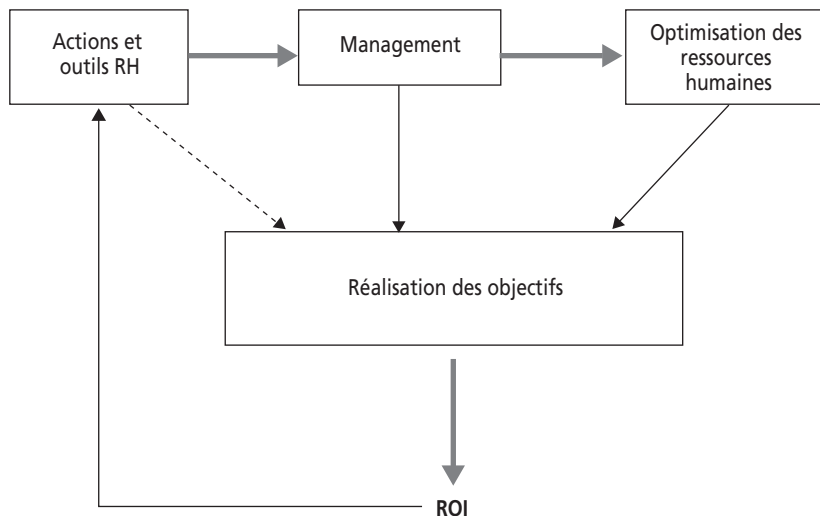 Actions et
outils RH
Management
Optimisation des
ressources
humaines
Réalisation des objectifs
ROI